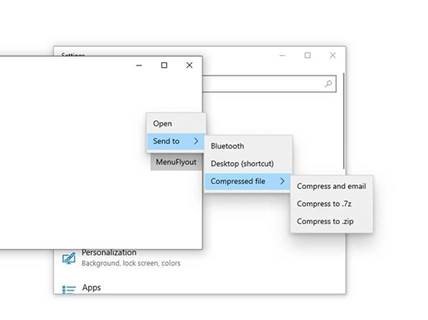 Settings
Open
Send to
MenuFlyout
Bluetooth
Desktop (shortcut)
Compressed file
Compress and email
Compress to .7z
Compress to .zip
Personalization
Background, lock screen, colors
Apps